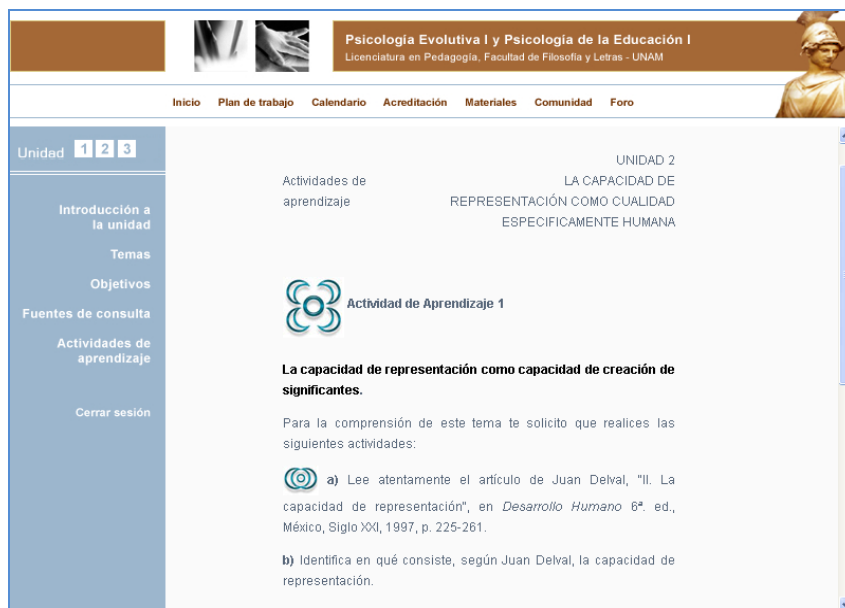 Psicología Evolutiva I y Psicología de la Educación I
Licenciatura en Pedagogía, Facultad de Filosofía y Letras - UNAM
Inicio Plan de trabajo Calendario Acreditación Materiales Comunidad Foro
Unidad 1 2 3
Introducción a
la unidad
Temas
Objetivos
Fuentes de consulta
Actividades de
aprendizaje
Cerrar sesión
UNIDAD 2
Actividades de LA CAPACIDAD DE
aprendizaje REPRESENTACIÓN COMO CUALIDAD
ESPECIFICAMENTE HUMANA
Actividad de Aprendizaje 1
La capacidad de representación como capacidad de creación de
significantes.
Para la comprensión de este tema te solicito que realices las
siguientes actividades:
a) Lee atentamente el artículo de Juan Delval, "II. La
capacidad de representación", en Desarrollo Humano 6ª. ed.,
México, Siglo XXI, 1997, p. 225-261.
b) Identifica en qué consiste, según Juan Delval, la capacidad de
representación.